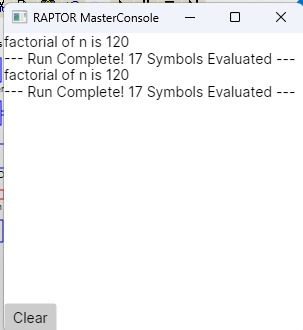 RAPTOR MasterConsole
factorial of n is 120
--- Run Complete! 17 Symbols Evaluated ---
factorial of n is 120
--- Run Complete! 17 Symbols Evaluated ---
Clear